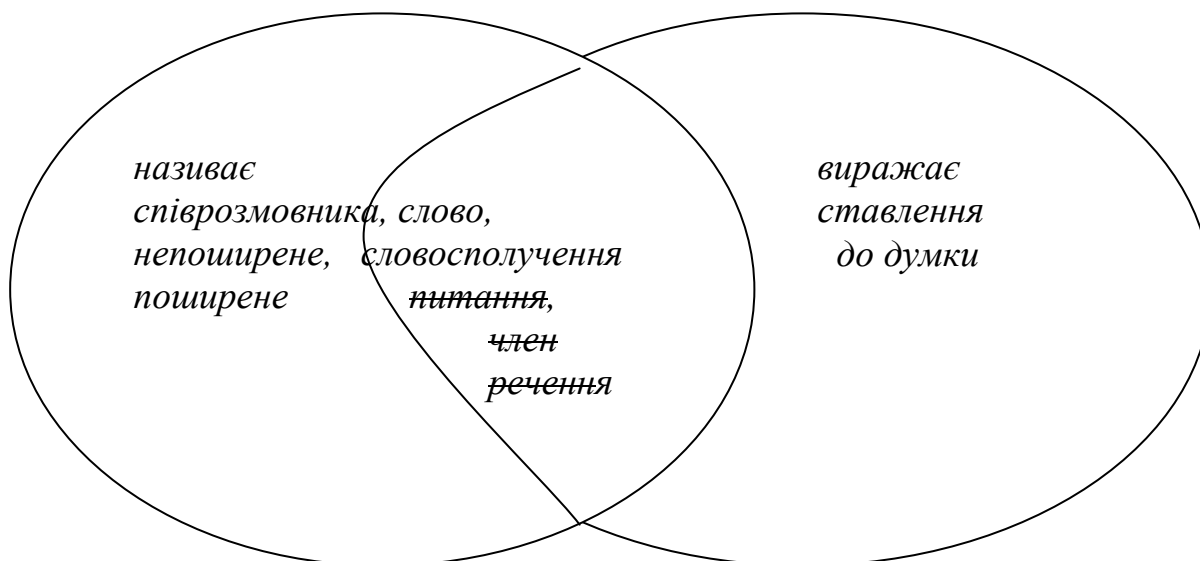 називає
співрозмовника, слово,
непоширене, словосполучення
поширене питання,
член
речення
виражає
ставлення
до думки